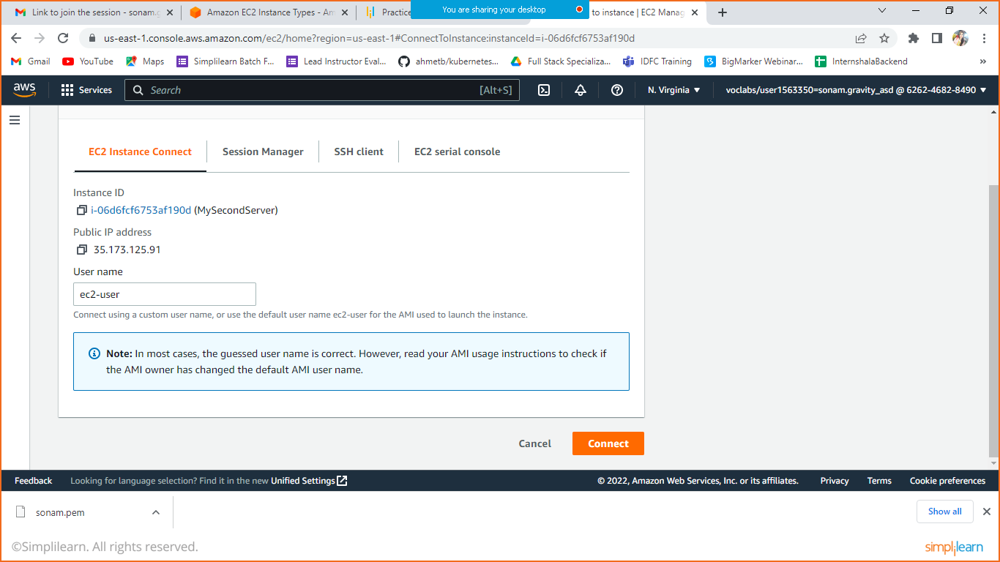 Link to join the session - sonam.g
Amazon EC2 Instance Types - Am
Practice
You are sharing your desktop
to instance | EC2 Manag
us-east-1.console.aws.amazon.com/ec2/home?region=us-east-1#ConnectToInstance:instanceId=i-06d6fcf6753af190d
Gmail YouTube Maps Simplilearn Batch F... Lead Instructor Eval... ahmetb/kubernetes... Full Stack Specializa... IDFC Training BigMarker Webinar... InternshalaBackend »
aws Services Search [Alt+S] N. Virginia voclabs/user1563350=sonam.gravity_asd @ 6262-4682-8490
EC2 Instance Connect Session Manager SSH client EC2 serial console
Instance ID
i-06d6fcf6753af190d (MySecondServer)
Public IP address
35.173.125.91
User name
ec2-user
Connect using a custom user name, or use the default user name ec2-user for the AMI used to launch the instance.
Note: In most cases, the guessed user name is correct. However, read your AMI usage instructions to check if
the AMI owner has changed the default AMI user name.
Cancel Connect
Feedback Looking for language selection? Find it in the new Unified Settings © 2022, Amazon Web Services, Inc. or its affiliates. Privacy Terms Cookie preferences
sonam.pem Show all
©Simplilearn. All rights reserved. simplilearn